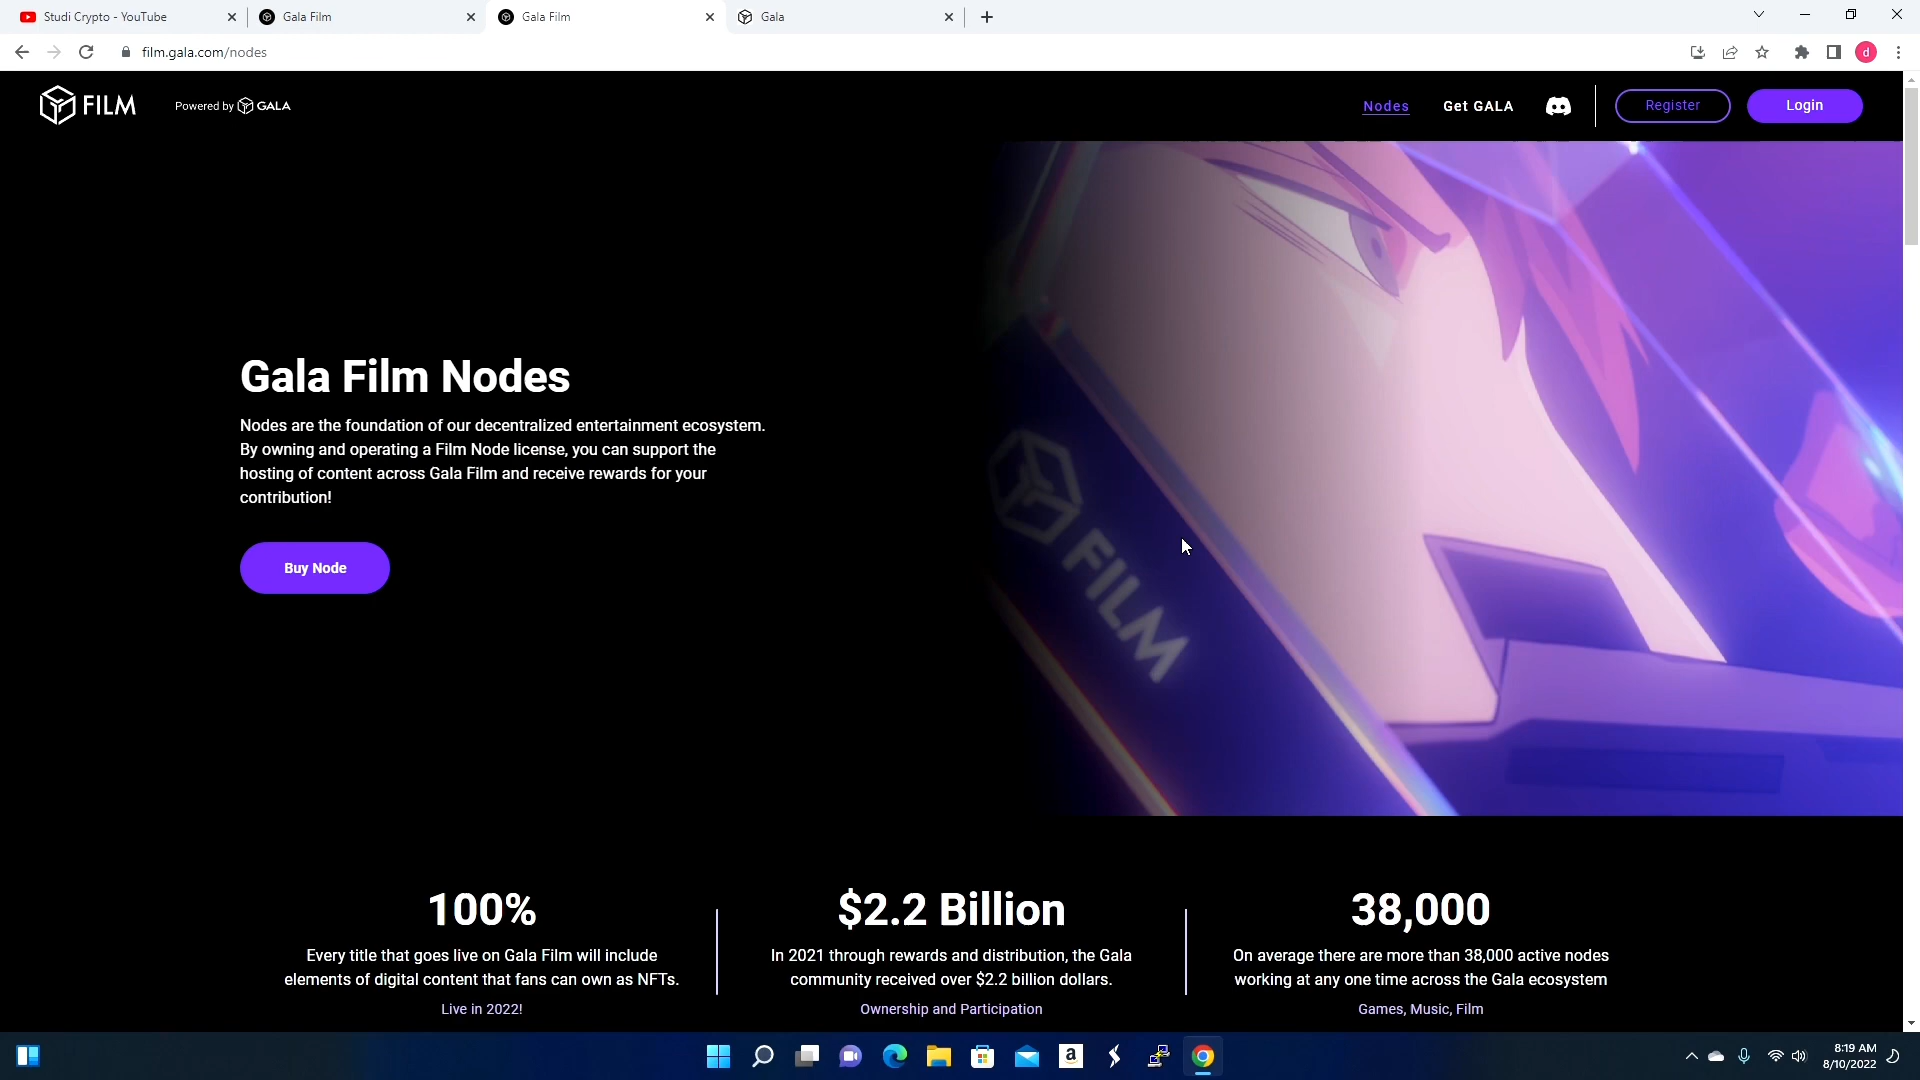 Studi Crypto - YouTube
Gala Film
Gala Film
Gala
film.gala.com/nodes
d
FILM
Powered by GALA
Nodes
Get GALA
Register
Login
Gala Film Nodes
Nodes are the foundation of our decentralized entertainment ecosystem.
By owning and operating a Film Node license, you can support the
hosting of content across Gala Film and receive rewards for your
contribution!
Buy Node
FILM
100%
Every title that goes live on Gala Film will include
elements of digital content that fans can own as NFTs.
Live in 2022!
$2.2 Billion
In 2021 through rewards and distribution, the Gala
community received over $2.2 billion dollars.
Ownership and Participation
38,000
On average there are more than 38,000 active nodes
working at any one time across the Gala ecosystem
Games, Music, Film
a
8:19 AM
8/10/2022